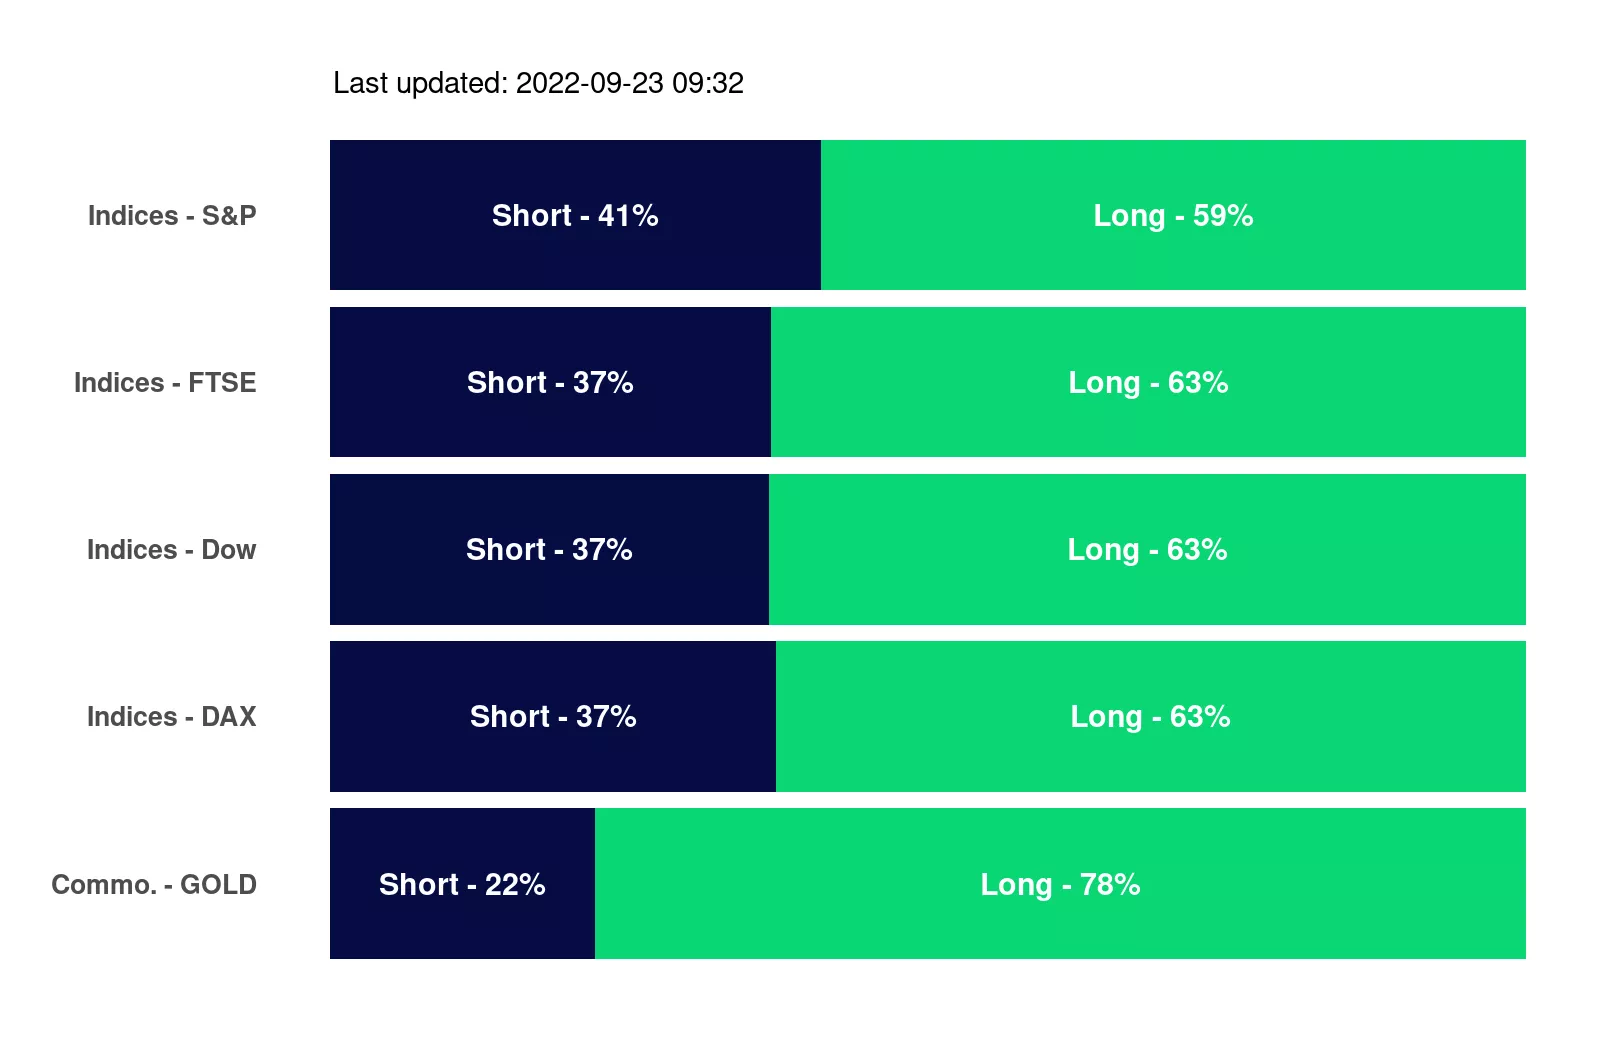 Last updated: 2022-09-23 09:32
Indices - S&P Short - 41% Long - 59%
Indices - FTSE Short - 37% Long - 63%
Indices - Dow Short - 37% Long - 63%
Indices - DAX Short - 37% Long - 63%
Commo. - GOLD Short - 22% Long - 78%